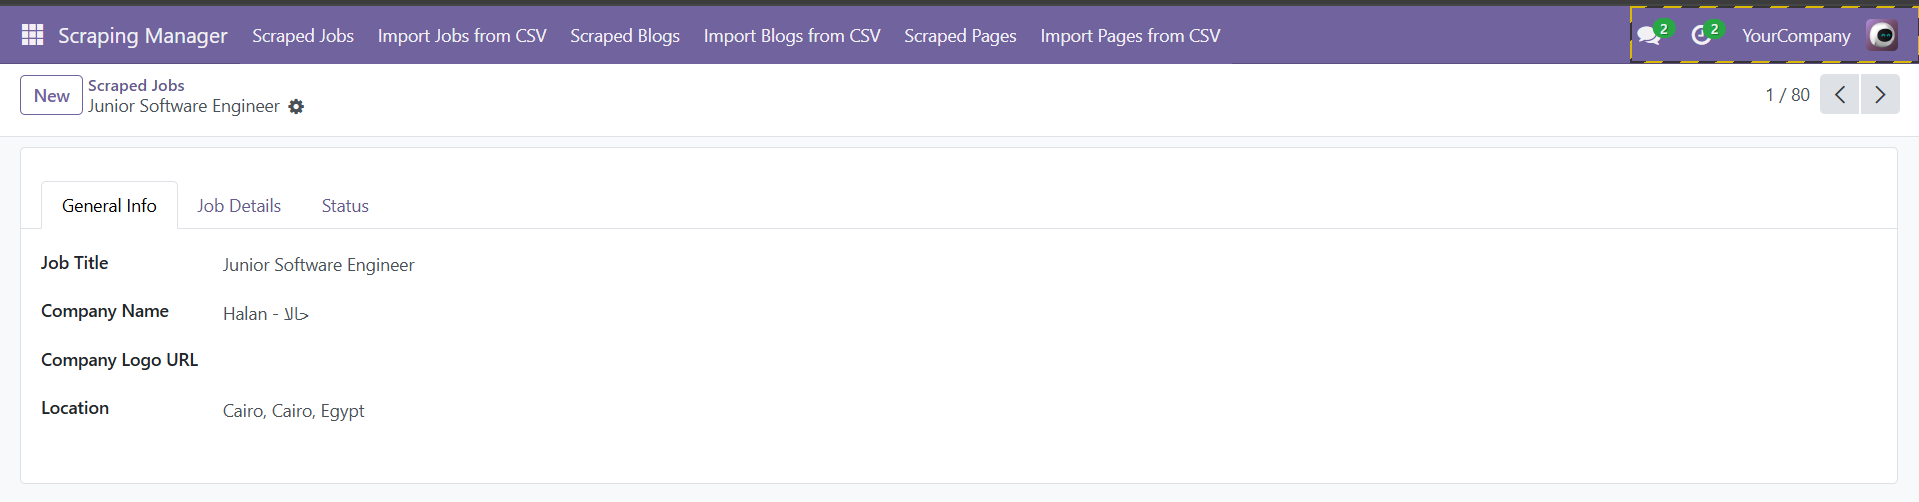 Scraping Manager Scraped Jobs Import Jobs from CSV Scraped Blogs Import Blogs from CSV Scraped Pages Import Pages from CSV 2 2 YourCompany
New Scraped Jobs
Junior Software Engineer 1 / 80
General Info Job Details Status
Job Title Junior Software Engineer
Company Name Halan - حالا
Company Logo URL
Location Cairo, Cairo, Egypt